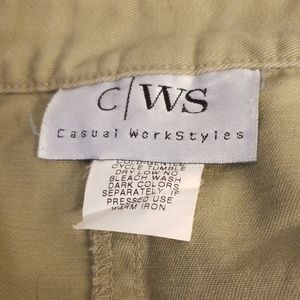 C|WS
Casual WorkStyles
CYCLE TUMBLE
DRY LOW NO
BLEACH WASH
DARK COLORS
SEPARATELY. IF
PRESSED USE
WARM IRON